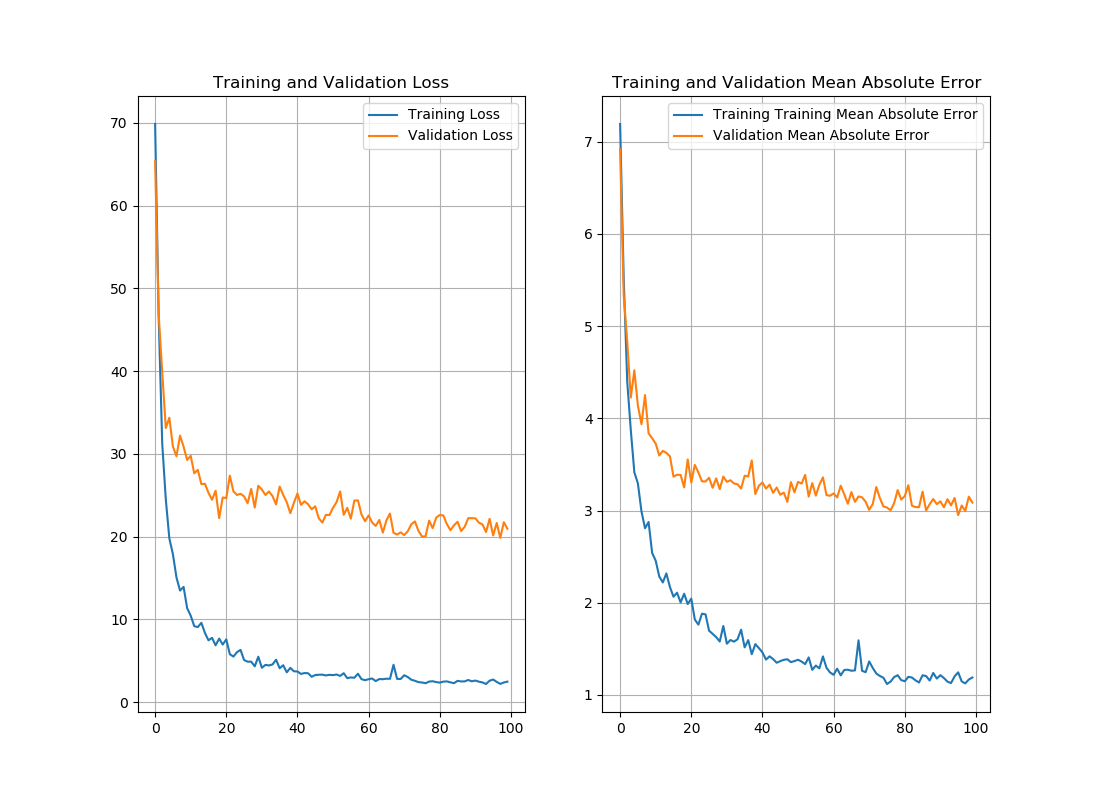 Training and Validation Loss
Training Loss
Validation Loss
70
60
50
40
30
20
10
0
0 20 40 60 80 100
Training and Validation Mean Absolute Error
Training Training Mean Absolute Error
Validation Mean Absolute Error
7
6
5
4
3
2
1
0 20 40 60 80 100